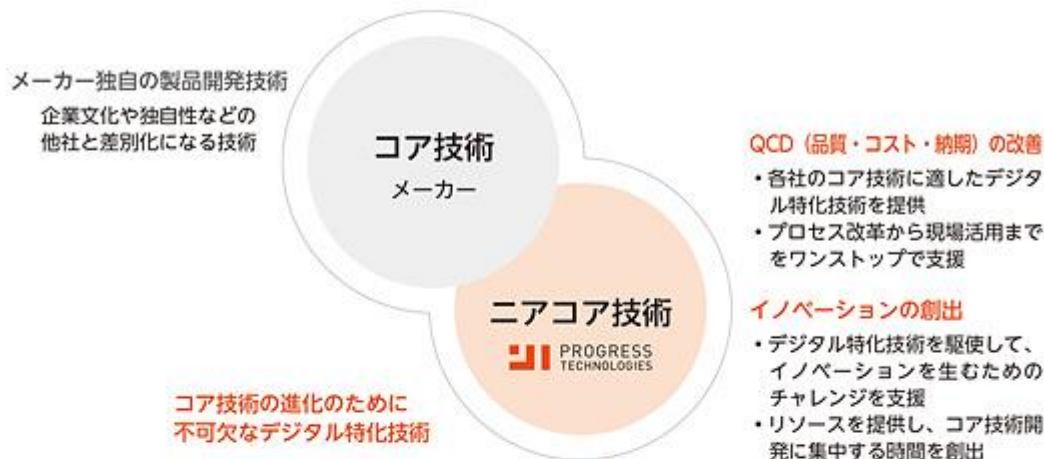 メーカー独自の製品開発技術
企業文化や独自性などの
他社と差別化になる技術
コア技術
メーカー
ニアコア技術
PROGRESS
TECHNOLOGIES
コア技術の進化のために
不可欠なデジタル特化技術
QCD（品質・コスト・納期）の改善
・各社のコア技術に適したデジタ
ル特化技術を提供
・プロセス改革から現場活用まで
をワンストップで支援
イノベーションの創出
・デジタル特化技術を駆使して、
イノベーションを生むための
チャレンジを支援
・リソースを提供し、コア技術開
発に集中する時間を創出